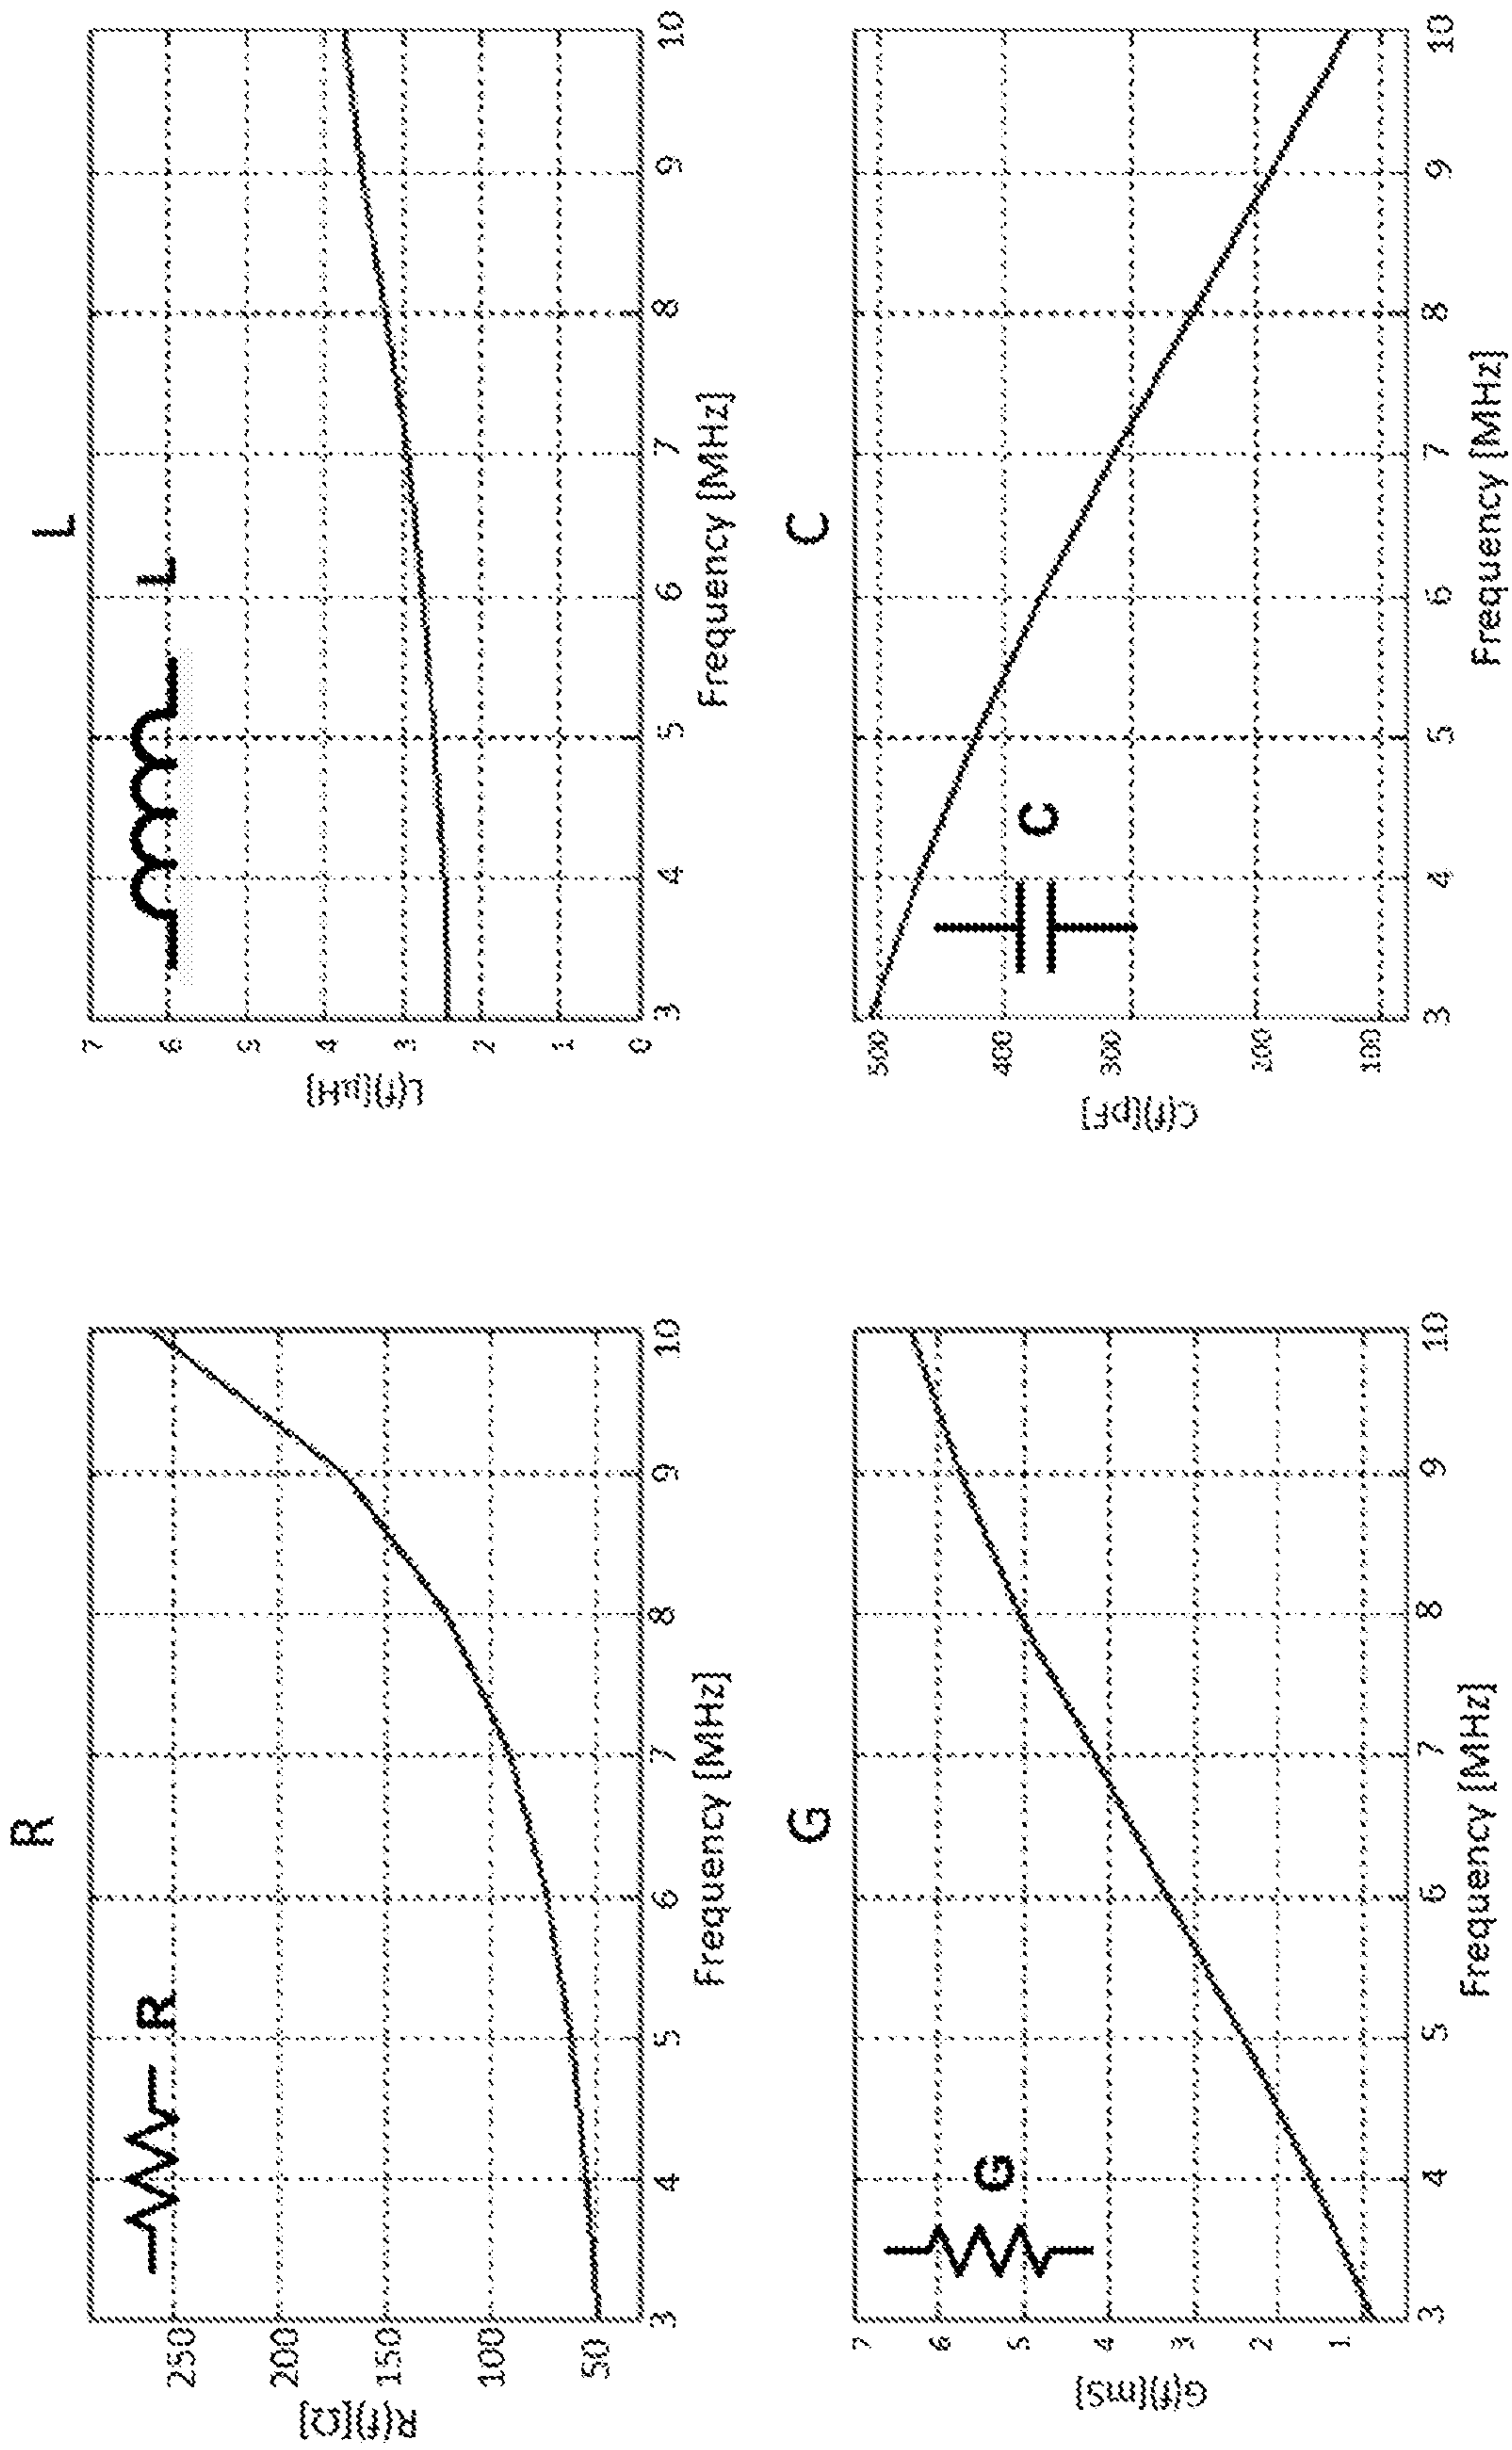 R
R(f)[Ω]
250
200
150
100
50
R
3 4 5 6 7 8 9 10
Frequency [MHz]
L
L(f)[μH]
7
6
5
4
3
2
1
0
L
3 4 5 6 7 8 9 10
Frequency [MHz]
G
G(f)[mS]
7
6
5
4
3
2
1
G
3 4 5 6 7 8 9 10
Frequency [MHz]
C
C(f)[pF]
500
400
300
200
100
C
3 4 5 6 7 8 9 10
Frequency [MHz]